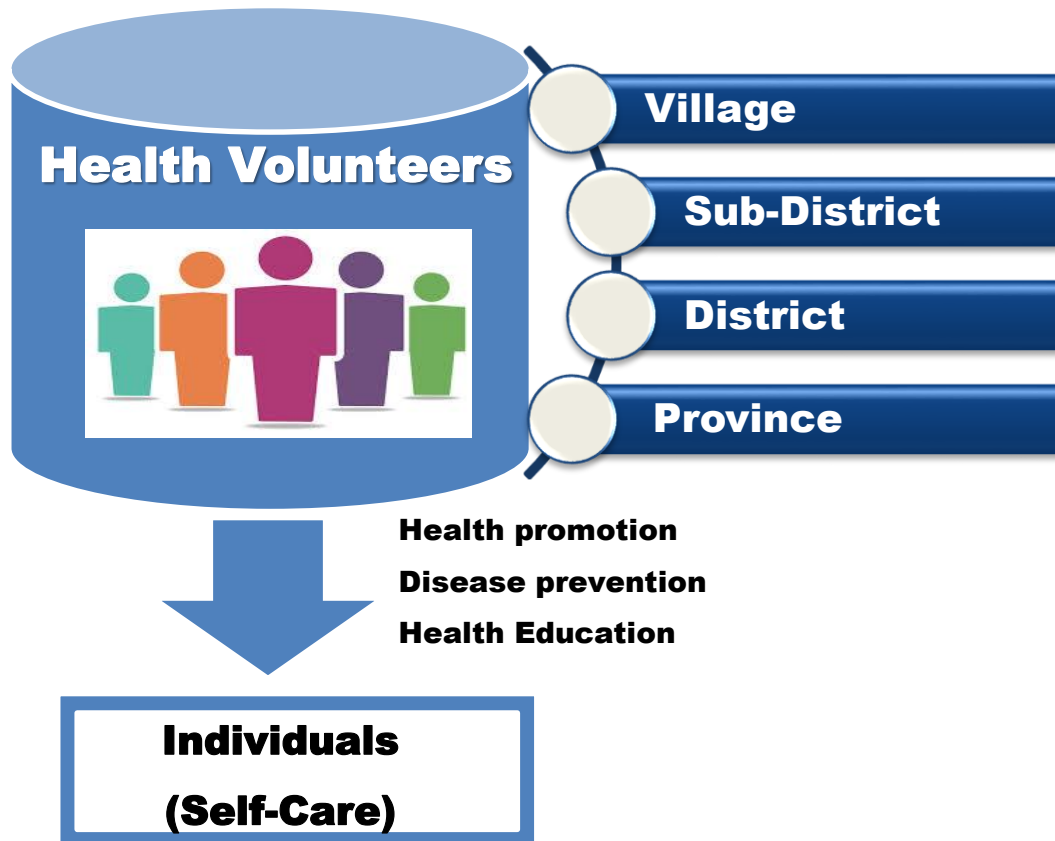 Health Volunteers
Village
Sub-District
District
Province
Health promotion
Disease prevention
Health Education
Individuals
(Self-Care)